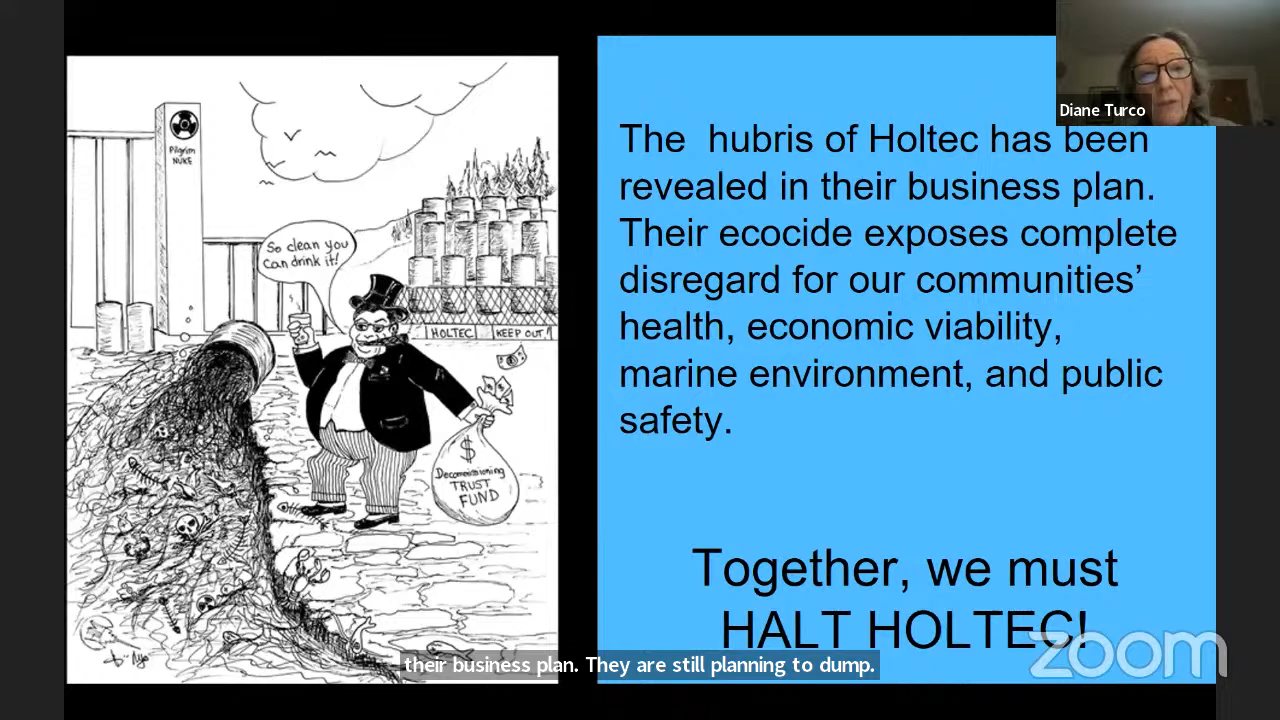 Diane Turco
The hubris of Holtec has been
revealed in their business plan.
Their ecocide exposes complete
disregard for our communities’
health, economic viability,
marine environment, and public
safety.
Together, we must
HALT HOLTEC!
Pilgrim
NUKE
So clean you
can drink it!
HOLTEC
KEEP OUT!
$
Decommissioning
TRUST
FUND
their business plan. They are still planning to dump.
zoom